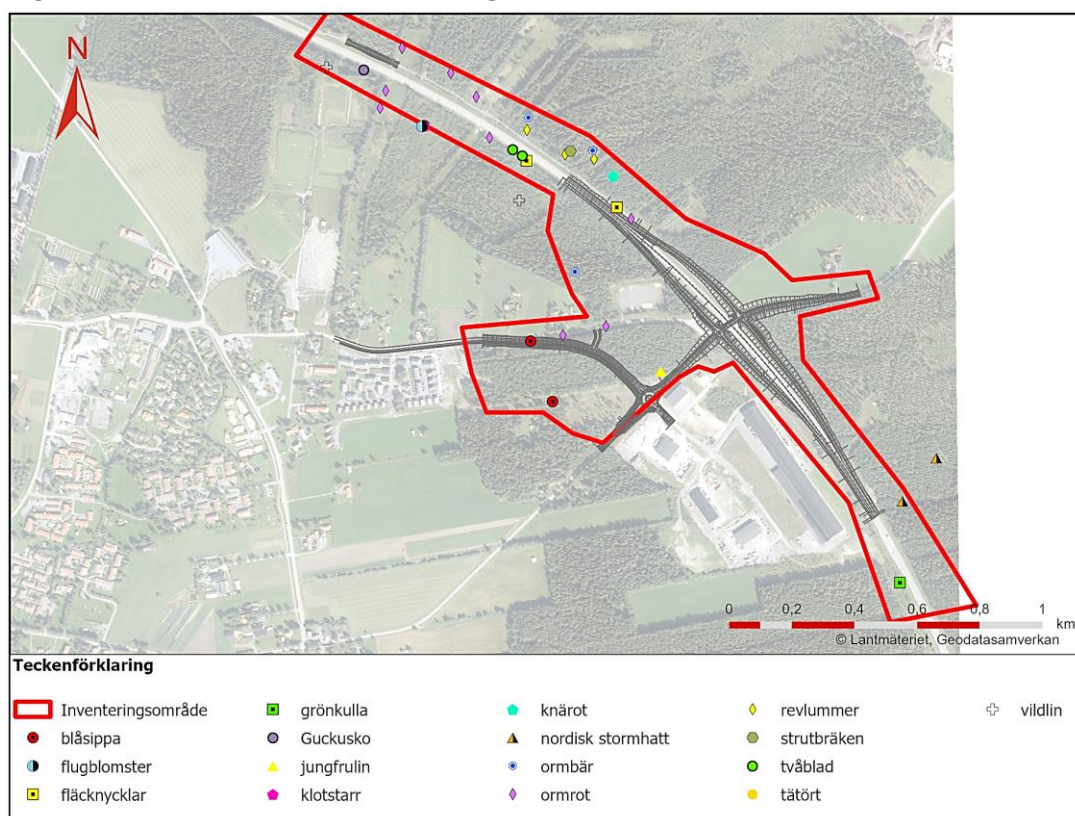 N
0 0,2 0,4 0,6 0,8 1
km
© Lantmäteriet, Geodatasamverkan
Teckenförklaring
Inventeringsområde grönkulla knärot revlummer vildlin
blåsippa Guckusko nordisk stormhatt strutbräken
flugblomster jungfrulin ormbär tvåblad
fläcknycklar klotstarr ormrot tätört